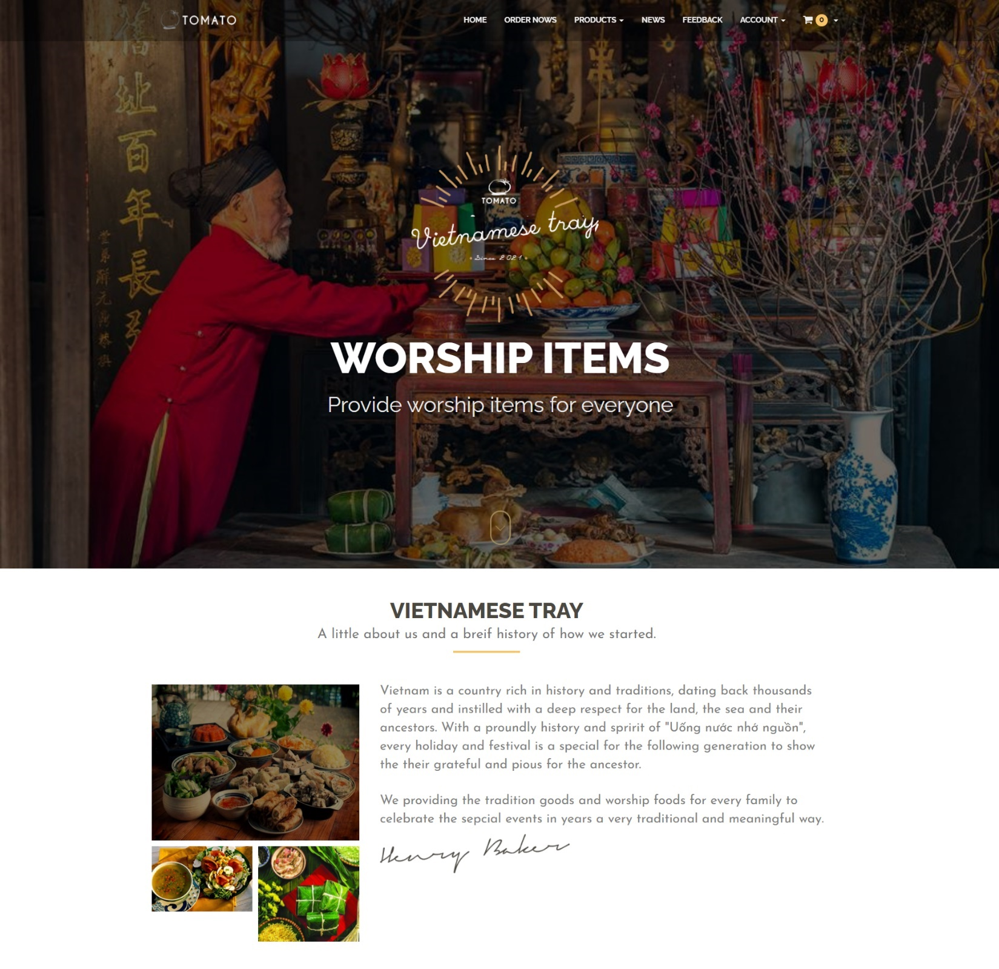 TOMATO
HOME ORDER NOWS PRODUCTS NEWS FEEDBACK ACCOUNT 0
址
百
年
長
TOMATO
Vietnamese tray
Since 2021
WORSHIP ITEMS
Provide worship items for everyone
VIETNAMESE TRAY
A little about us and a breif history of how we started.
Vietnam is a country rich in history and traditions, dating back thousands
of years and instilled with a deep respect for the land, the sea and their
ancestors. With a proundly history and spririt of "Uống nước nhớ nguồn",
every holiday and festival is a special for the following generation to show
the their grateful and pious for the ancestor.
We providing the tradition goods and worship foods for every family to
celebrate the sepcial events in years a very traditional and meaningful way.
Henry Baker